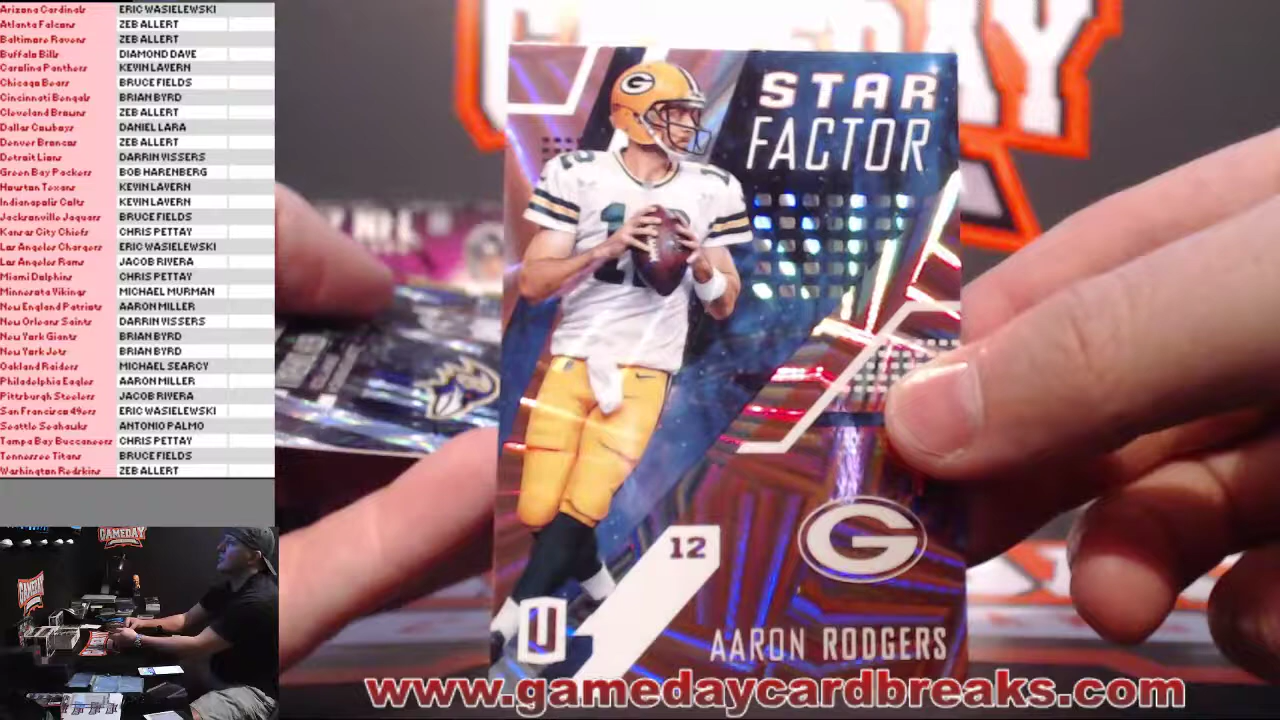 Arizona Cardinals ERIC WASIELEWSKI
Atlanta Falcons ZEB ALLERT
Baltimore Ravens ZEB ALLERT
Buffalo Bills DIAMOND DAVE
Carolina Panthers KEVIN LAVERN
Chicago Bears BRUCE FIELDS
Cincinnati Bengals BRIAN BYRD
Cleveland Browns ZEB ALLERT
Dallas Cowboys DANIEL LARA
Denver Broncos ZEB ALLERT
Detroit Lions DARRIN VISSERS
Green Bay Packers BOB HARENBERG
Houston Texans KEVIN LAVERN
Indianapolis Colts KEVIN LAVERN
Jacksonville Jaguars BRUCE FIELDS
Kansas City Chiefs CHRIS PETTAY
Los Angeles Chargers ERIC WASIELEWSKI
Los Angeles Rams JACOB RIVERA
Miami Dolphins CHRIS PETTAY
Minnesota Vikings MICHAEL MURMAN
New England Patriots AARON MILLER
New Orleans Saints DARRIN VISSERS
New York Giants BRIAN BYRD
New York Jets BRIAN BYRD
Oakland Raiders MICHAEL SEARCY
Philadelphia Eagles AARON MILLER
Pittsburgh Steelers JACOB RIVERA
San Francisco 49ers ERIC WASIELEWSKI
Seattle Seahawks ANTONIO PALMO
Tampa Bay Buccaneers CHRIS PETTAY
Tennessee Titans BRUCE FIELDS
Washington Redskins ZEB ALLERT
STAR
FACTOR
G
12
12
G
U
AARON RODGERS
GAMEDAY
GAMEDAY
www.gamedaycardbreaks.com